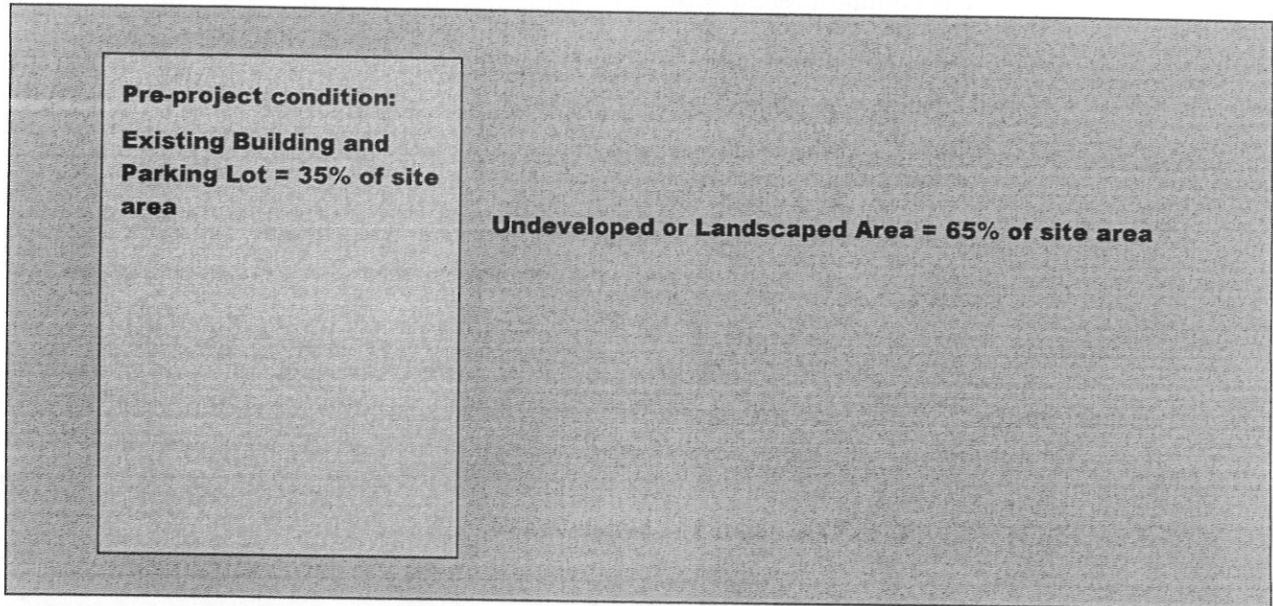 Pre-project condition:
Existing Building and
Parking Lot = 35% of site
area
Undeveloped or Landscaped Area = 65% of site area